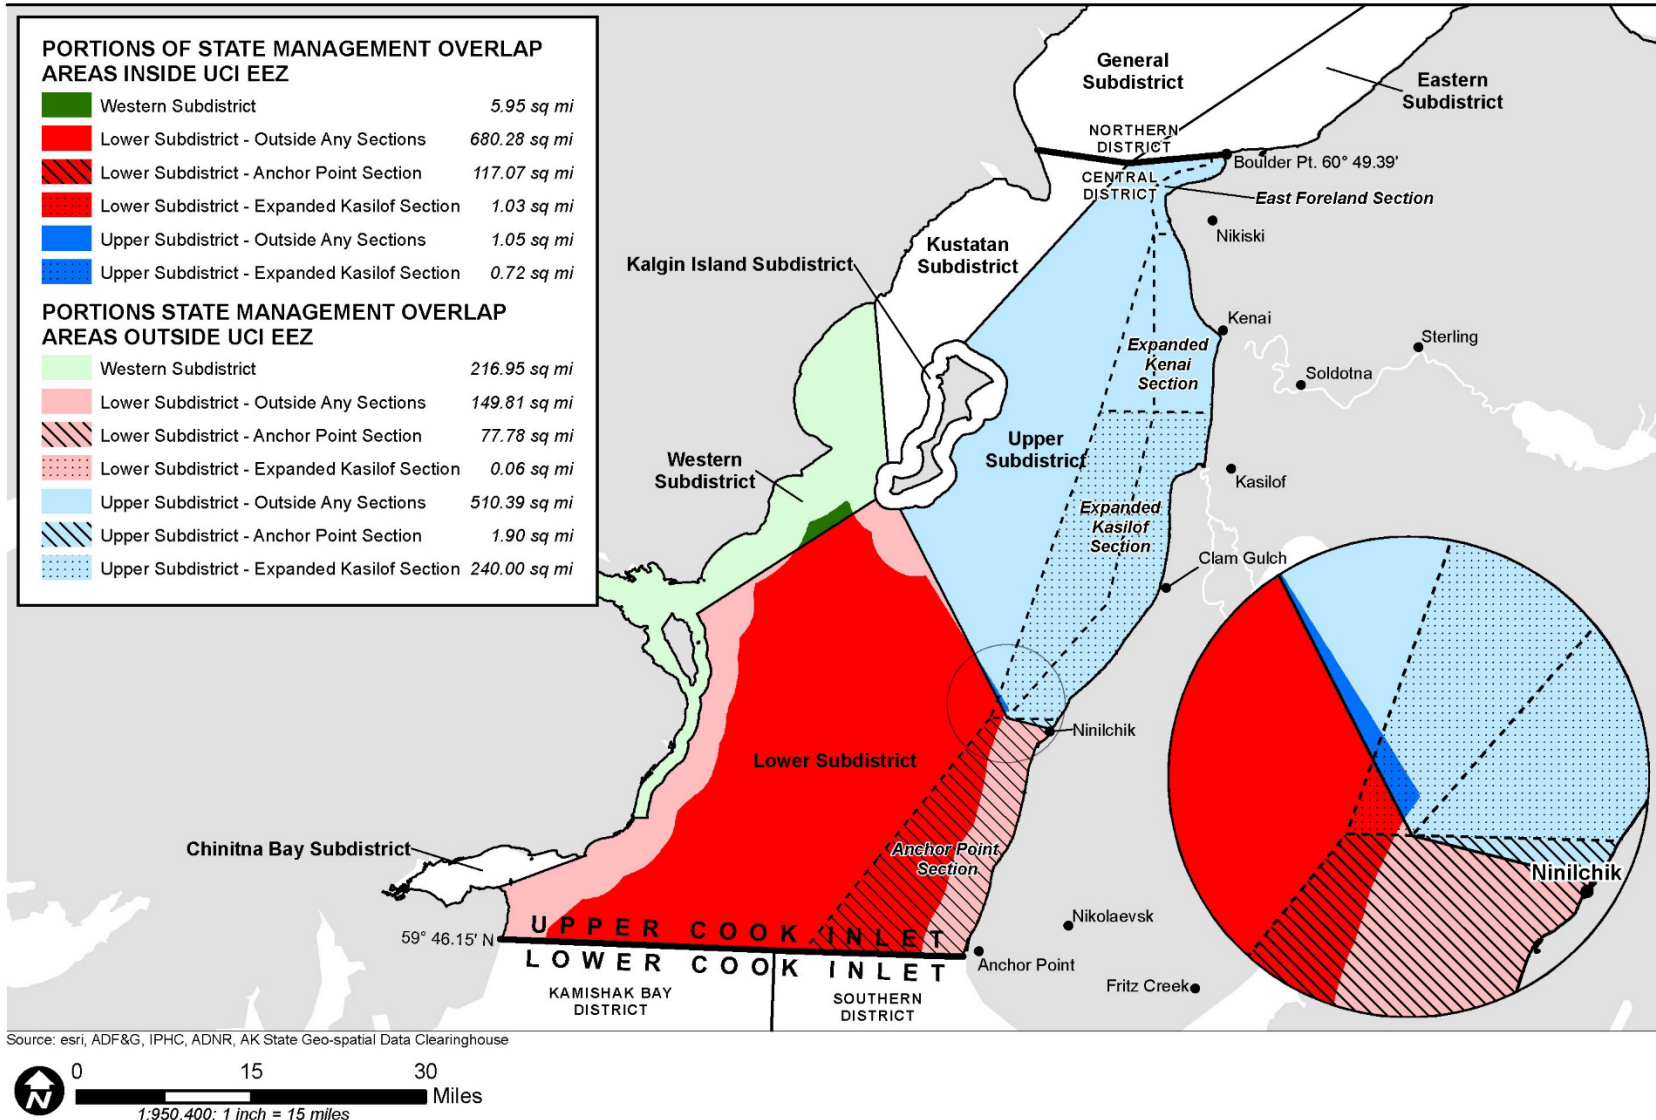 PORTIONS OF STATE MANAGEMENT OVERLAP
AREAS INSIDE UCI EEZ
Western Subdistrict 5.95 sq mi
Lower Subdistrict - Outside Any Sections 680.28 sq mi
Lower Subdistrict - Anchor Point Section 117.07 sq mi
Lower Subdistrict - Expanded Kasilof Section 1.03 sq mi
Upper Subdistrict - Outside Any Sections 1.05 sq mi
Upper Subdistrict - Expanded Kasilof Section 0.72 sq mi
PORTIONS STATE MANAGEMENT OVERLAP
AREAS OUTSIDE UCI EEZ
Western Subdistrict 216.95 sq mi
Lower Subdistrict - Outside Any Sections 149.81 sq mi
Lower Subdistrict - Anchor Point Section 77.78 sq mi
Lower Subdistrict - Expanded Kasilof Section 0.06 sq mi
Upper Subdistrict - Outside Any Sections 510.39 sq mi
Upper Subdistrict - Anchor Point Section 1.90 sq mi
Upper Subdistrict - Expanded Kasilof Section 240.00 sq mi
General
Subdistrict
Eastern
Subdistrict
NORTHERN
DISTRICT
Boulder Pt. 60° 49.39'
CENTRAL
DISTRICT
East Foreland Section
Nikiski
Kustatan
Subdistrict
Kalgin Island Subdistrict
Kenai
Sterling
Expanded
Kenai
Section
Soldotna
Upper
Subdistrict
Western
Subdistrict
Kasilof
Expanded
Kasilof
Section
Clam Gulch
Ninilchik
Lower Subdistrict
Chinitna Bay Subdistrict
Anchor Point
Section
Ninilchik
Nikolaevsk
59° 46.15' N
UPPER COOK INLET
LOWER COOK INLET
Anchor Point
KAMISHAK BAY
DISTRICT
SOUTHERN
DISTRICT
Fritz Creek
Source: esri, ADF&G, IPHC, ADNR, AK State Geo-spatial Data Clearinghouse
N
0 15 30
Miles
1:950,400; 1 inch = 15 miles